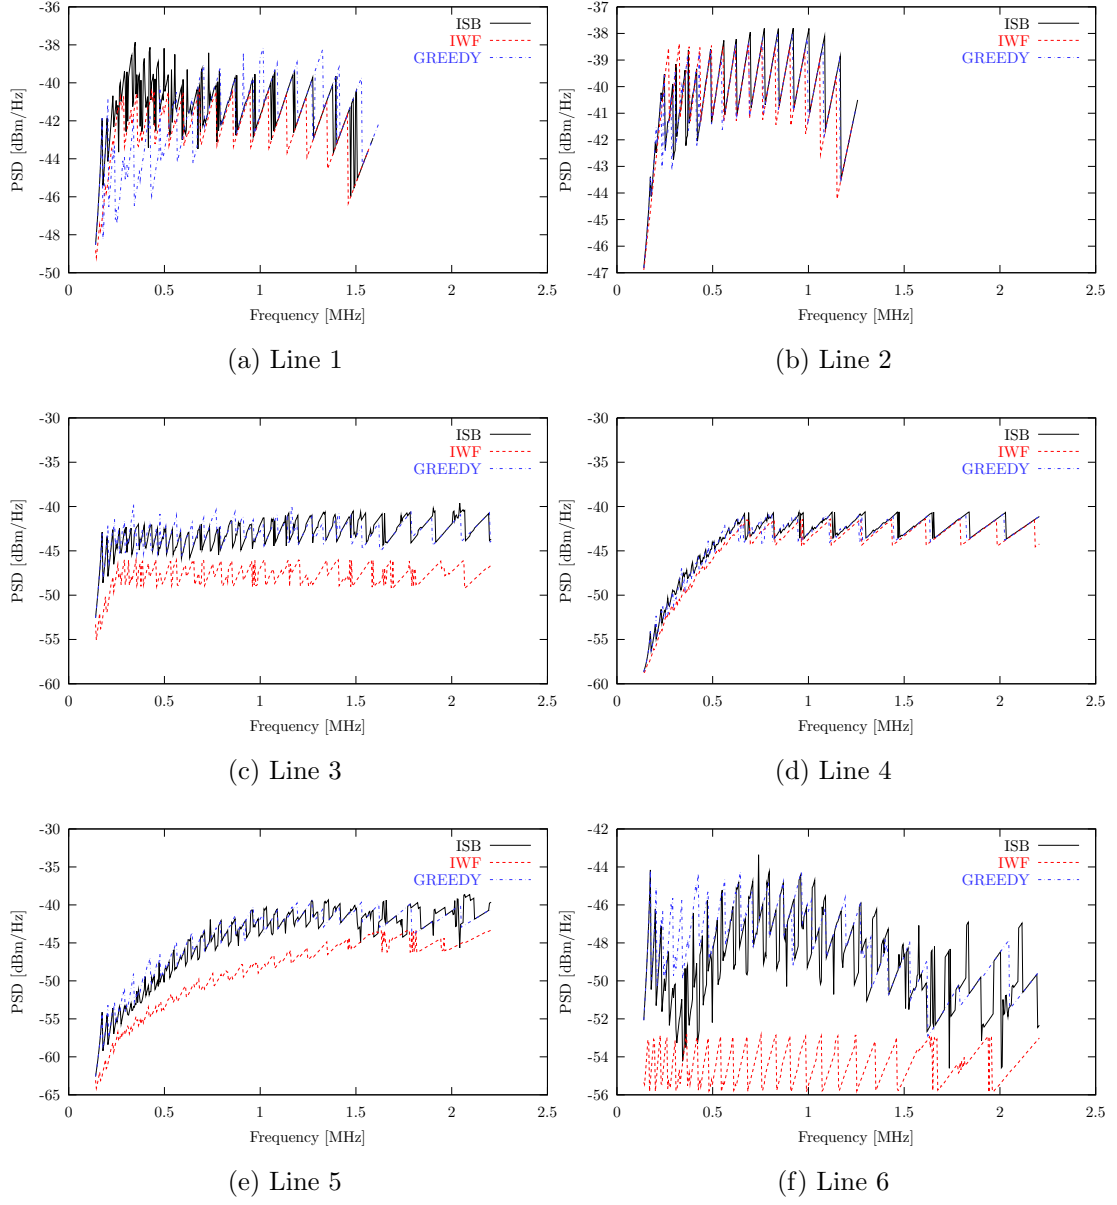 -36
-38
-40
-42
-44
-46
-48
-50
PSD [dBm/Hz]
0
0.5
1
1.5
2
2.5
Frequency [MHz]
ISB
IWF
GREEDY
(a) Line 1
-37
-38
-39
-40
-41
-42
-43
-44
-45
-46
-47
PSD [dBm/Hz]
0
0.5
1
1.5
2
2.5
Frequency [MHz]
ISB
IWF
GREEDY
(b) Line 2
-30
-35
-40
-45
-50
-55
-60
PSD [dBm/Hz]
0
0.5
1
1.5
2
2.5
Frequency [MHz]
ISB
IWF
GREEDY
(c) Line 3
-30
-35
-40
-45
-50
-55
-60
PSD [dBm/Hz]
0
0.5
1
1.5
2
2.5
Frequency [MHz]
ISB
IWF
GREEDY
(d) Line 4
-30
-35
-40
-45
-50
-55
-60
-65
PSD [dBm/Hz]
0
0.5
1
1.5
2
2.5
Frequency [MHz]
ISB
IWF
GREEDY
(e) Line 5
-42
-44
-46
-48
-50
-52
-54
-56
PSD [dBm/Hz]
0
0.5
1
1.5
2
2.5
Frequency [MHz]
ISB
IWF
GREEDY
(f) Line 6